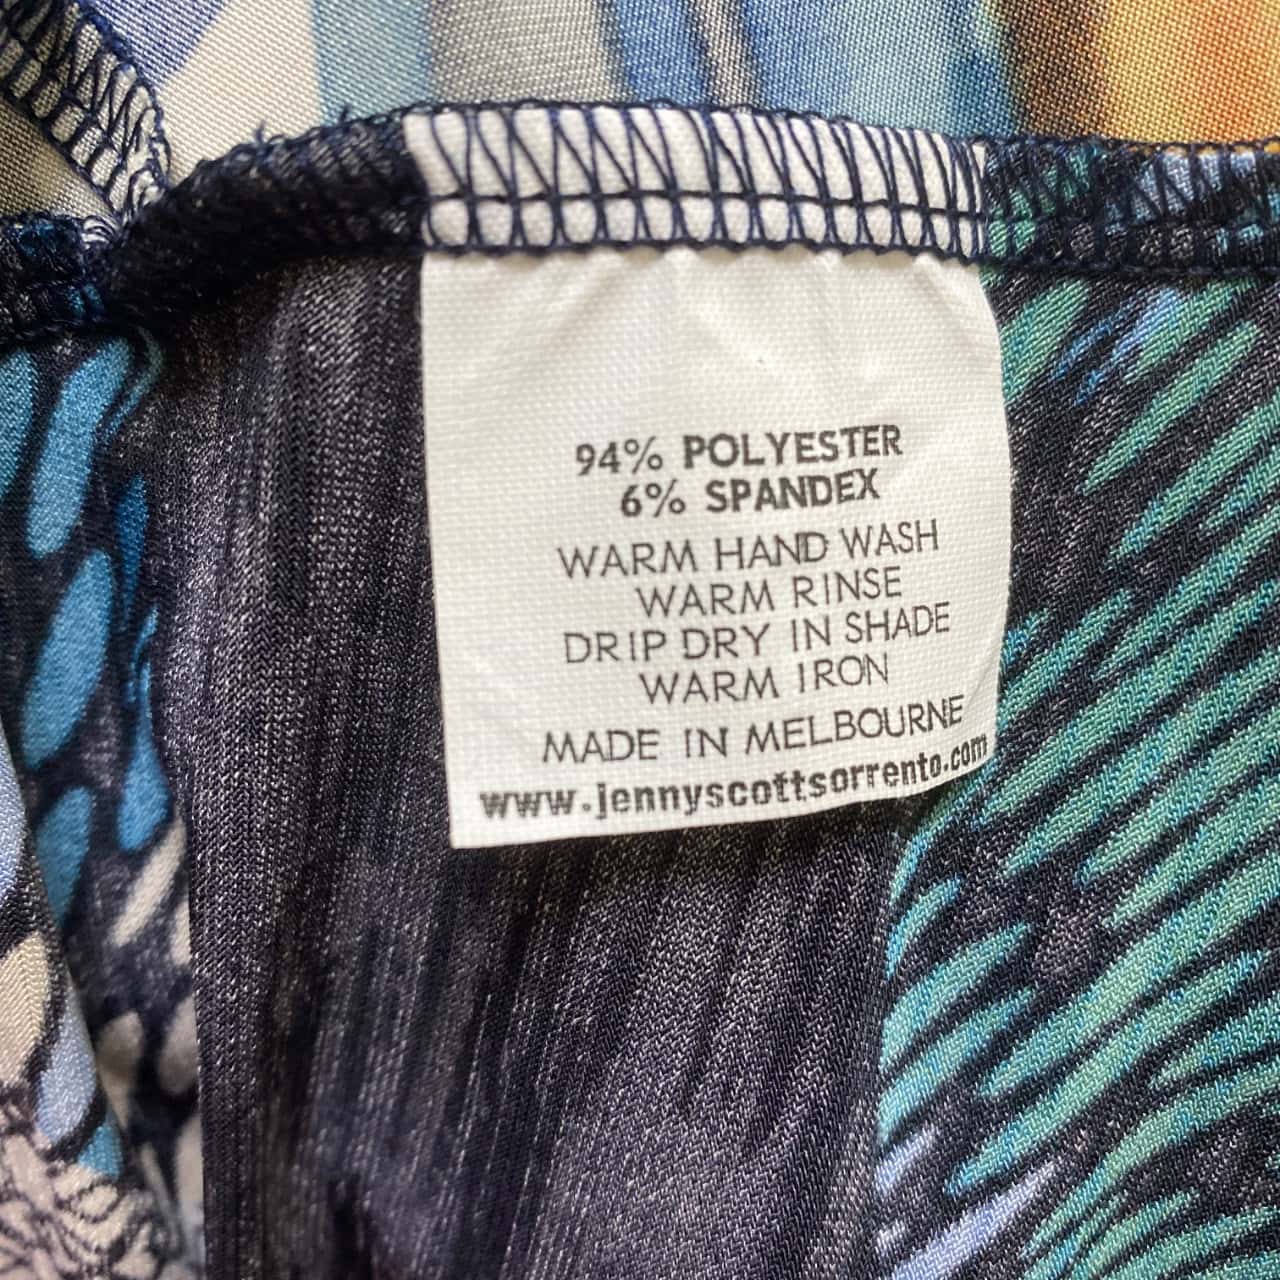 94% POLYESTER
6% SPANDEX
WARM HAND WASH
WARM RINSE
DRIP DRY IN SHADE
WARM IRON
MADE IN MELBOURNE
www.jennyscottsorrento.com